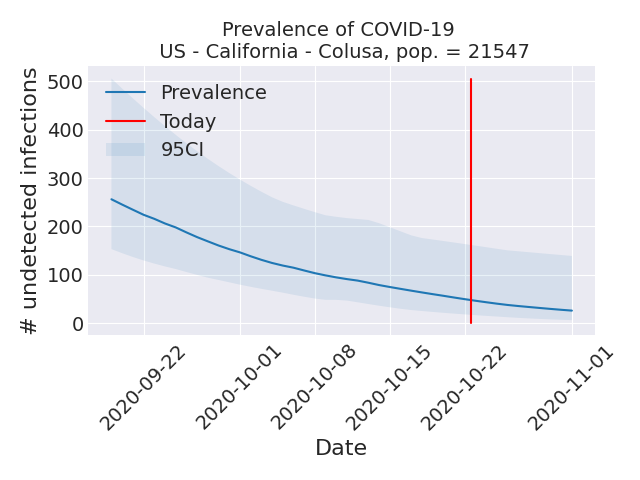 Prevalence of COVID-19
US - California - Colusa, pop. = 21547
# undetected infections
500
400
300
200
100
0
Prevalence
Today
95CI
2020-09-22
2020-10-01
2020-10-08
2020-10-15
2020-10-22
2020-11-01
Date